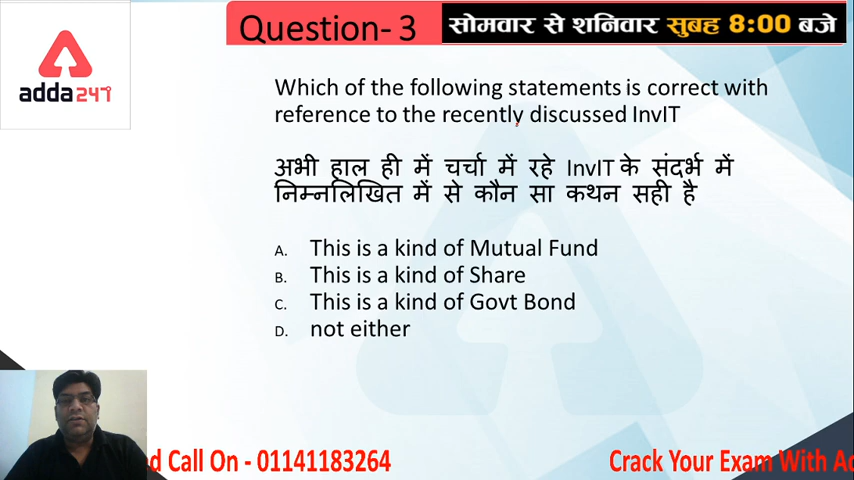 Question- 3
सोमवार से शनिवार सुबह 8:00 बजे
adda247
Which of the following statements is correct with
reference to the recently discussed InvIT
अभी हाल ही में चर्चा में रहे InvIT के संदर्भ में
निम्नलिखित में से कौन सा कथन सही है
A. This is a kind of Mutual Fund
B. This is a kind of Share
C. This is a kind of Govt Bond
D. not either
d Call On - 01141183264 Crack Your Exam With Ad